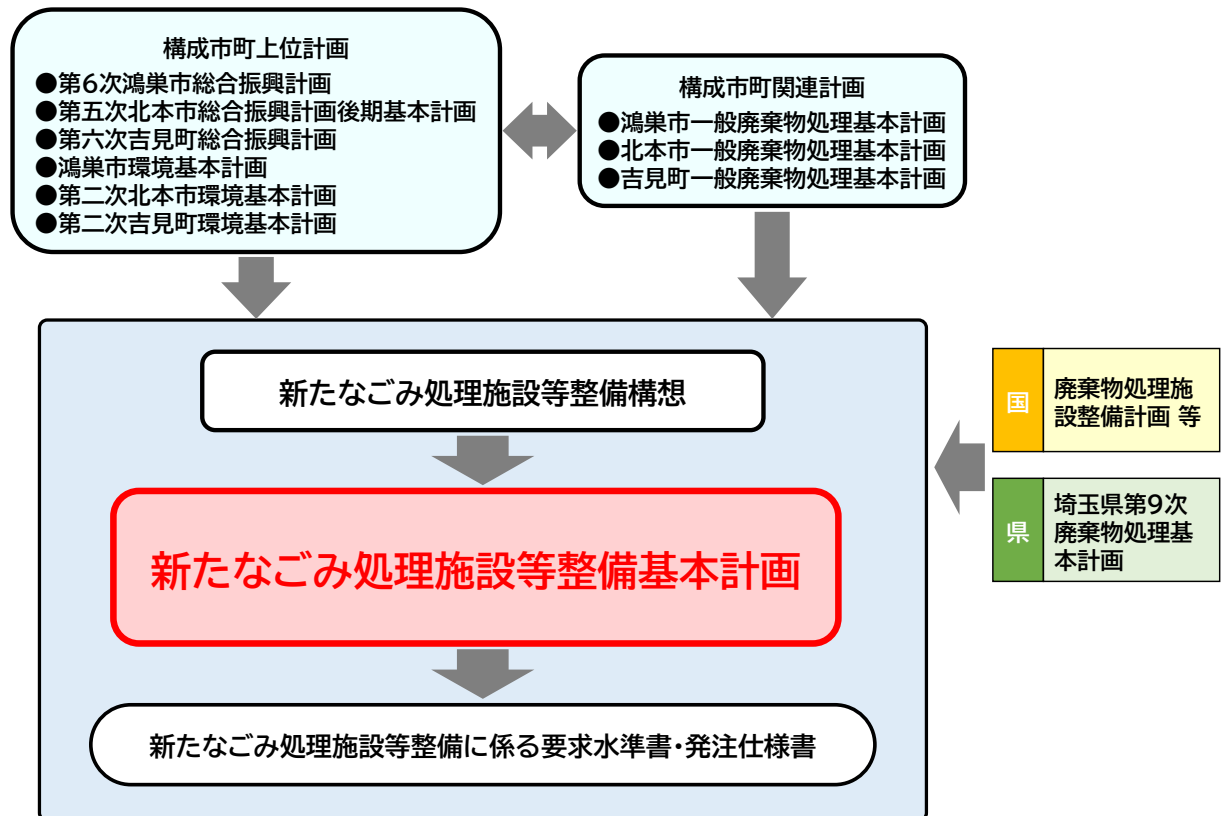 構成市町上位計画
●第6次鴻巣市総合振興計画
●第五次北本市総合振興計画後期基本計画
●第六次吉見町総合振興計画
●鴻巣市環境基本計画
●第二次北本市環境基本計画
●第二次吉見町環境基本計画
構成市町関連計画
●鴻巣市一般廃棄物処理基本計画
●北本市一般廃棄物処理基本計画
●吉見町一般廃棄物処理基本計画
新たなごみ処理施設等整備構想
新たなごみ処理施設等整備基本計画
新たなごみ処理施設等整備に係る要求水準書・発注仕様書
国
廃棄物処理施
設整備計画 等
県
埼玉県第9次
廃棄物処理基
本計画